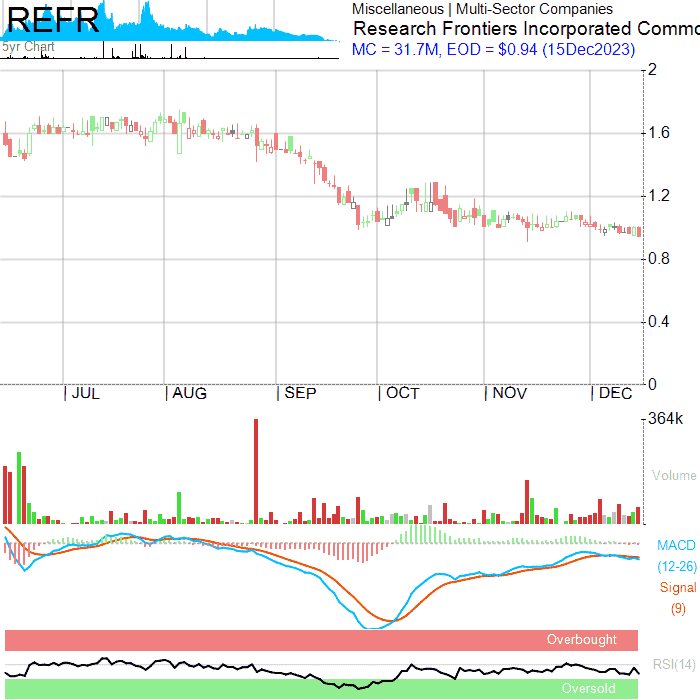 REFR
5yr Chart
Miscellaneous | Multi-Sector Companies
Research Frontiers Incorporated Commo
MC = 31.7M, EOD = $0.94 (15Dec2023)
2
1.6
1.2
0.8
0.4
0
JUL AUG SEP OCT NOV DEC
364k
Volume
MACD
(12-26)
Signal
(9)
Overbought
RSI(14)
Oversold